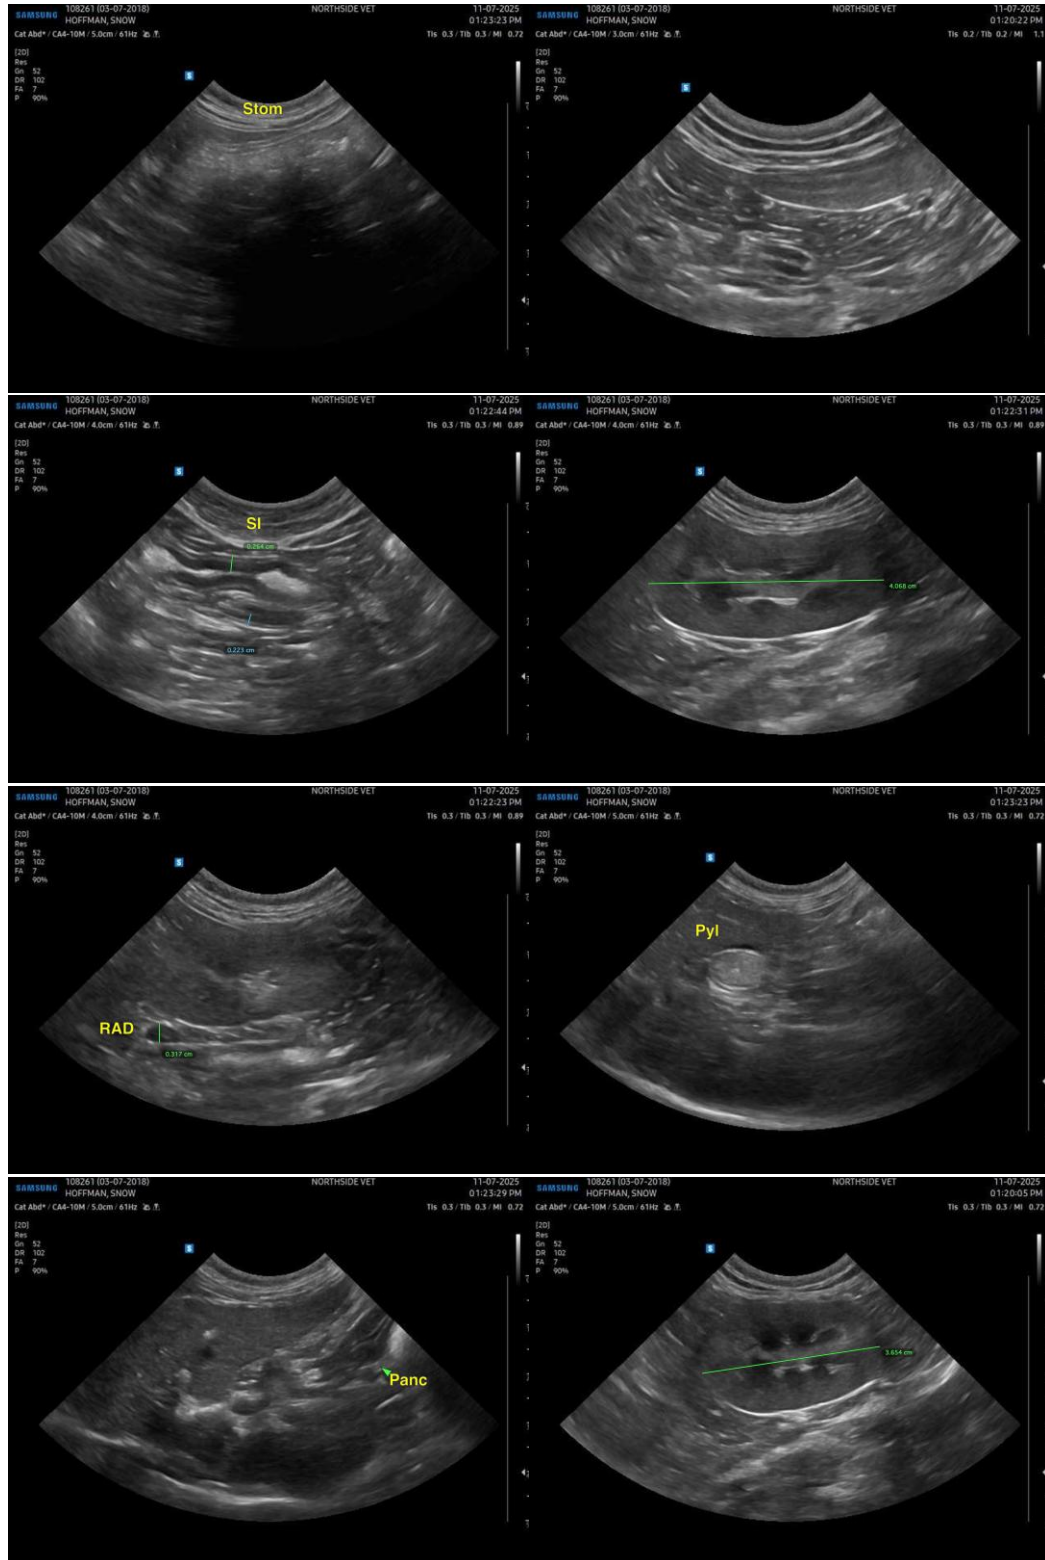 SAMSUNG
108261 (03-07-2018)
HOFFMAN, SNOW
NORTHSIDE VET
11-07-2025
01:23:23 PM
Cat Abd* / CA4-10M / 5.0cm / 61Hz
TIs 0.3 / Tib 0.3 / MI 0.72
[2D]
Res
Gn 52
DR 102
FA 7
P 90%
S
Stom
SAMSUNG
108261 (03-07-2018)
HOFFMAN, SNOW
NORTHSIDE VET
11-07-2025
01:20:22 PM
Cat Abd* / CA4-10M / 3.0cm / 61Hz
TIs 0.2 / Tib 0.2 / MI 1.1
[2D]
Res
Gn 52
DR 102
FA 7
P 90%
S
SAMSUNG
108261 (03-07-2018)
HOFFMAN, SNOW
NORTHSIDE VET
11-07-2025
01:22:44 PM
Cat Abd* / CA4-10M / 4.0cm / 61Hz
TIs 0.3 / Tib 0.3 / MI 0.89
[2D]
Res
Gn 52
DR 102
FA 7
P 90%
S
SI
0.264 cm
0.223 cm
SAMSUNG
108261 (03-07-2018)
HOFFMAN, SNOW
NORTHSIDE VET
11-07-2025
01:22:31 PM
Cat Abd* / CA4-10M / 4.0cm / 61Hz
TIs 0.3 / Tib 0.3 / MI 0.89
[2D]
Res
Gn 52
DR 102
FA 7
P 90%
S
4.068 cm
SAMSUNG
108261 (03-07-2018)
HOFFMAN, SNOW
NORTHSIDE VET
11-07-2025
01:22:23 PM
Cat Abd* / CA4-10M / 4.0cm / 61Hz
TIs 0.3 / Tib 0.3 / MI 0.89
[2D]
Res
Gn 52
DR 102
FA 7
P 90%
S
RAD
0.317 cm
SAMSUNG
108261 (03-07-2018)
HOFFMAN, SNOW
NORTHSIDE VET
11-07-2025
01:23:23 PM
Cat Abd* / CA4-10M / 5.0cm / 61Hz
TIs 0.3 / Tib 0.3 / MI 0.72
[2D]
Res
Gn 52
DR 102
FA 7
P 90%
S
Pyl
SAMSUNG
108261 (03-07-2018)
HOFFMAN, SNOW
NORTHSIDE VET
11-07-2025
01:23:29 PM
Cat Abd* / CA4-10M / 5.0cm / 61Hz
TIs 0.3 / Tib 0.3 / MI 0.72
[2D]
Res
Gn 52
DR 102
FA 7
P 90%
S
Panc
SAMSUNG
108261 (03-07-2018)
HOFFMAN, SNOW
NORTHSIDE VET
11-07-2025
01:20:05 PM
Cat Abd* / CA4-10M / 5.0cm / 61Hz
TIs 0.3 / Tib 0.3 / MI 0.72
[2D]
Res
Gn 52
DR 102
FA 7
P 90%
S
3.654 cm